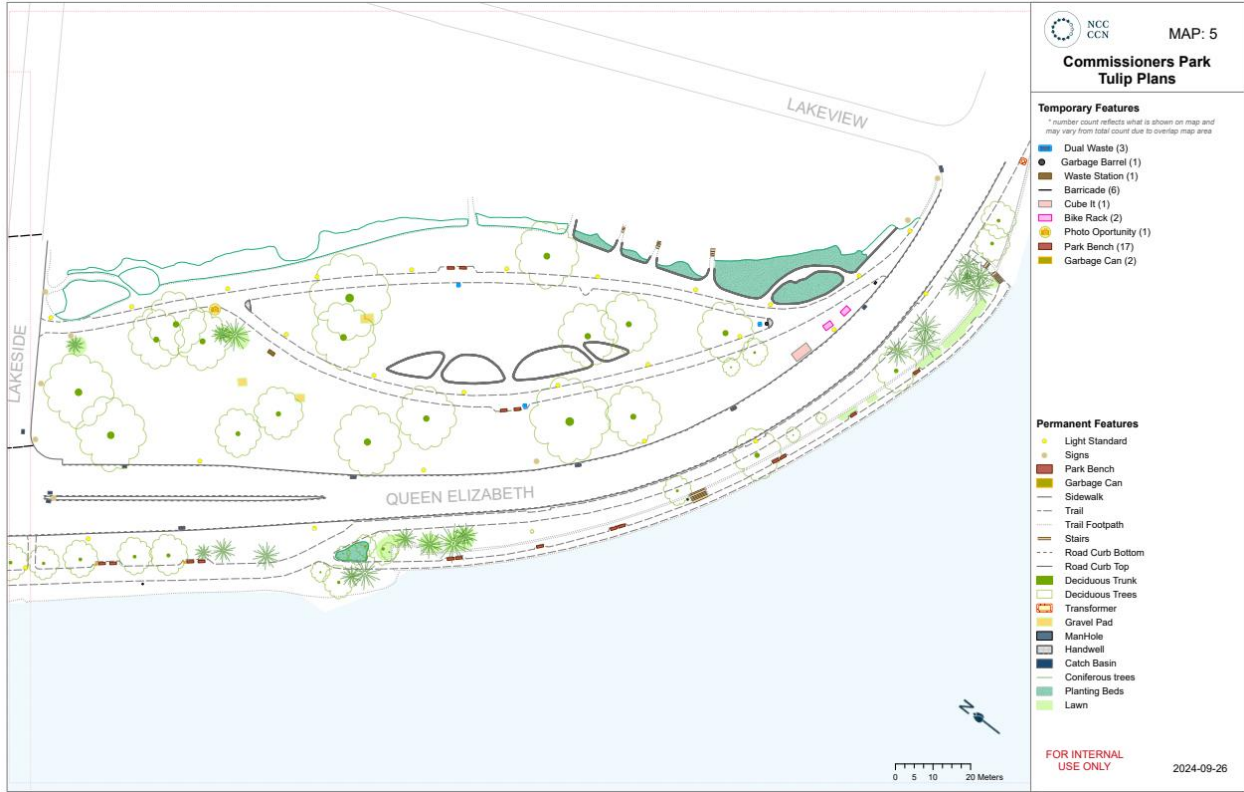 NCC
CCN
MAP: 5
Commissioners Park
Tulip Plans
Temporary Features
* number count reflects what is shown on map and
may vary from total count due to overlap map area
Dual Waste (3)
Garbage Barrel (1)
Waste Station (1)
Barricade (6)
Cube It (1)
Bike Rack (2)
Photo Oportunity (1)
Park Bench (17)
Garbage Can (2)
Permanent Features
Light Standard
Signs
Park Bench
Garbage Can
Sidewalk
Trail
Trail Footpath
Stairs
Road Curb Bottom
Road Curb Top
Deciduous Trunk
Deciduous Trees
Transformer
Gravel Pad
ManHole
Handwell
Catch Basin
Coniferous trees
Planting Beds
Lawn
FOR INTERNAL
USE ONLY
2024-09-26
LAKEVIEW
LAKESIDE
QUEEN ELIZABETH
N
0 5 10 20 Meters